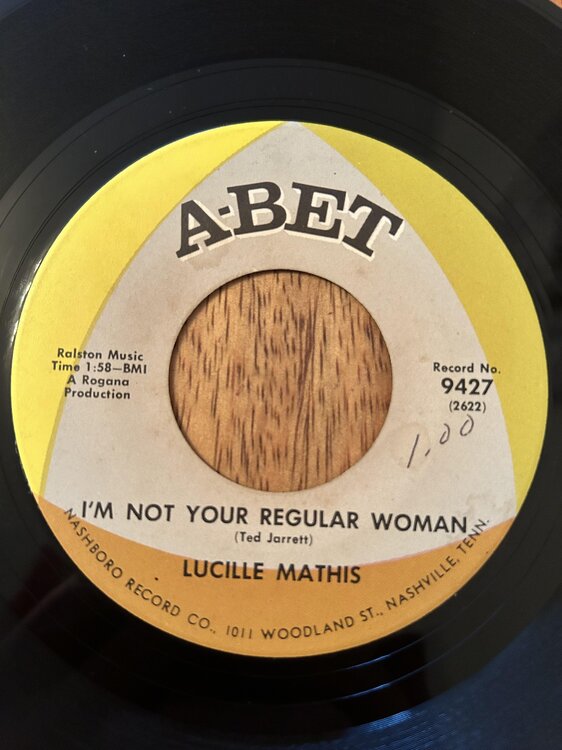 A-BET
Ralston Music
Time 1:58—BMI
A Rogana
Production
Record No.
9427
(2622)
1.00
I'M NOT YOUR REGULAR WOMAN
(Ted Jarrett)
LUCILLE MATHIS
NASHBORO RECORD CO., 1011 WOODLAND ST., NASHVILLE, TENN.